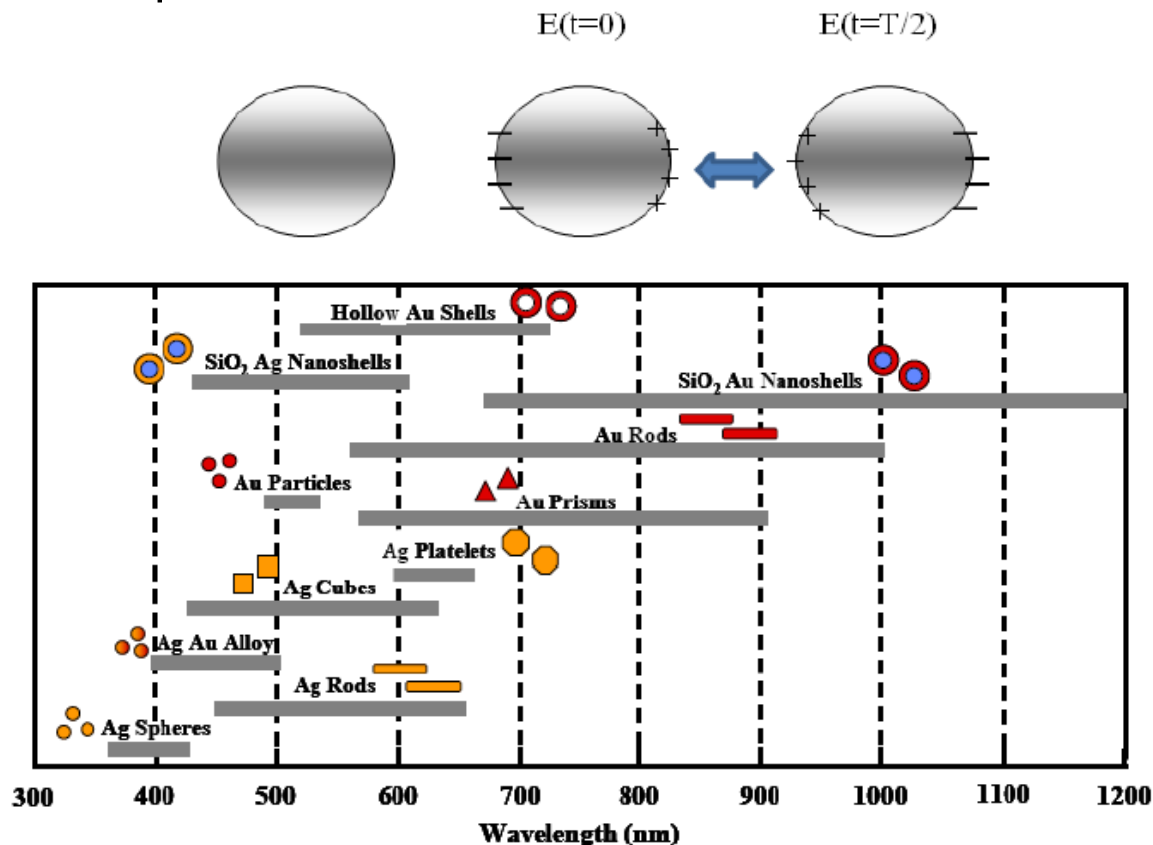 E(t=0) E(t=T/2)
Hollow Au Shells
SiO₂ Ag Nanoshells
SiO₂ Au Nanoshells
Au Rods
Au Particles
Au Prisms
Ag Platelets
Ag Cubes
Ag Au Alloy
Ag Rods
Ag Spheres
300 400 500 600 700 800 900 1000 1100 1200
Wavelength (nm)